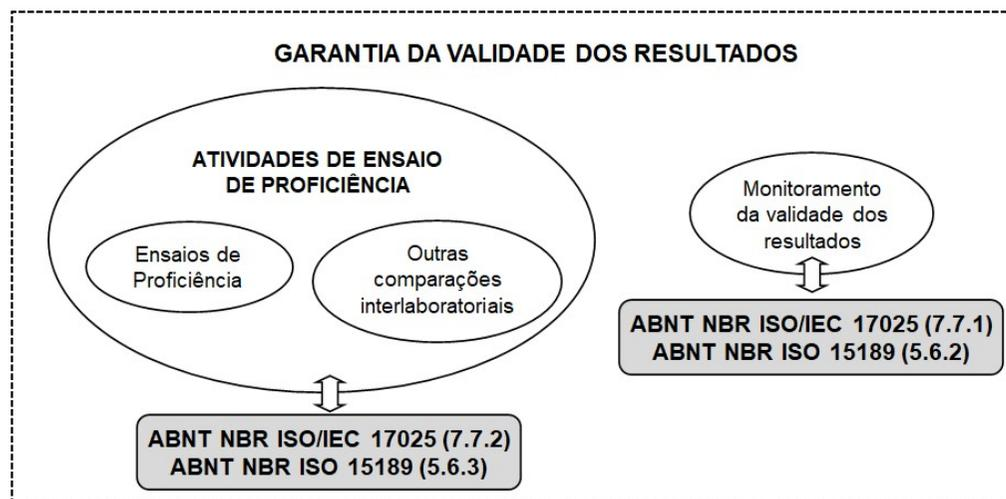 GARANTIA DA VALIDADE DOS RESULTADOS
ATIVIDADES DE ENSAIO
DE PROFICIÊNCIA
Ensaios de
Proficiência
Outras
comparações
interlaboratoriais
ABNT NBR ISO/IEC 17025 (7.7.2)
ABNT NBR ISO 15189 (5.6.3)
Monitoramento
da validade dos
resultados
ABNT NBR ISO/IEC 17025 (7.7.1)
ABNT NBR ISO 15189 (5.6.2)